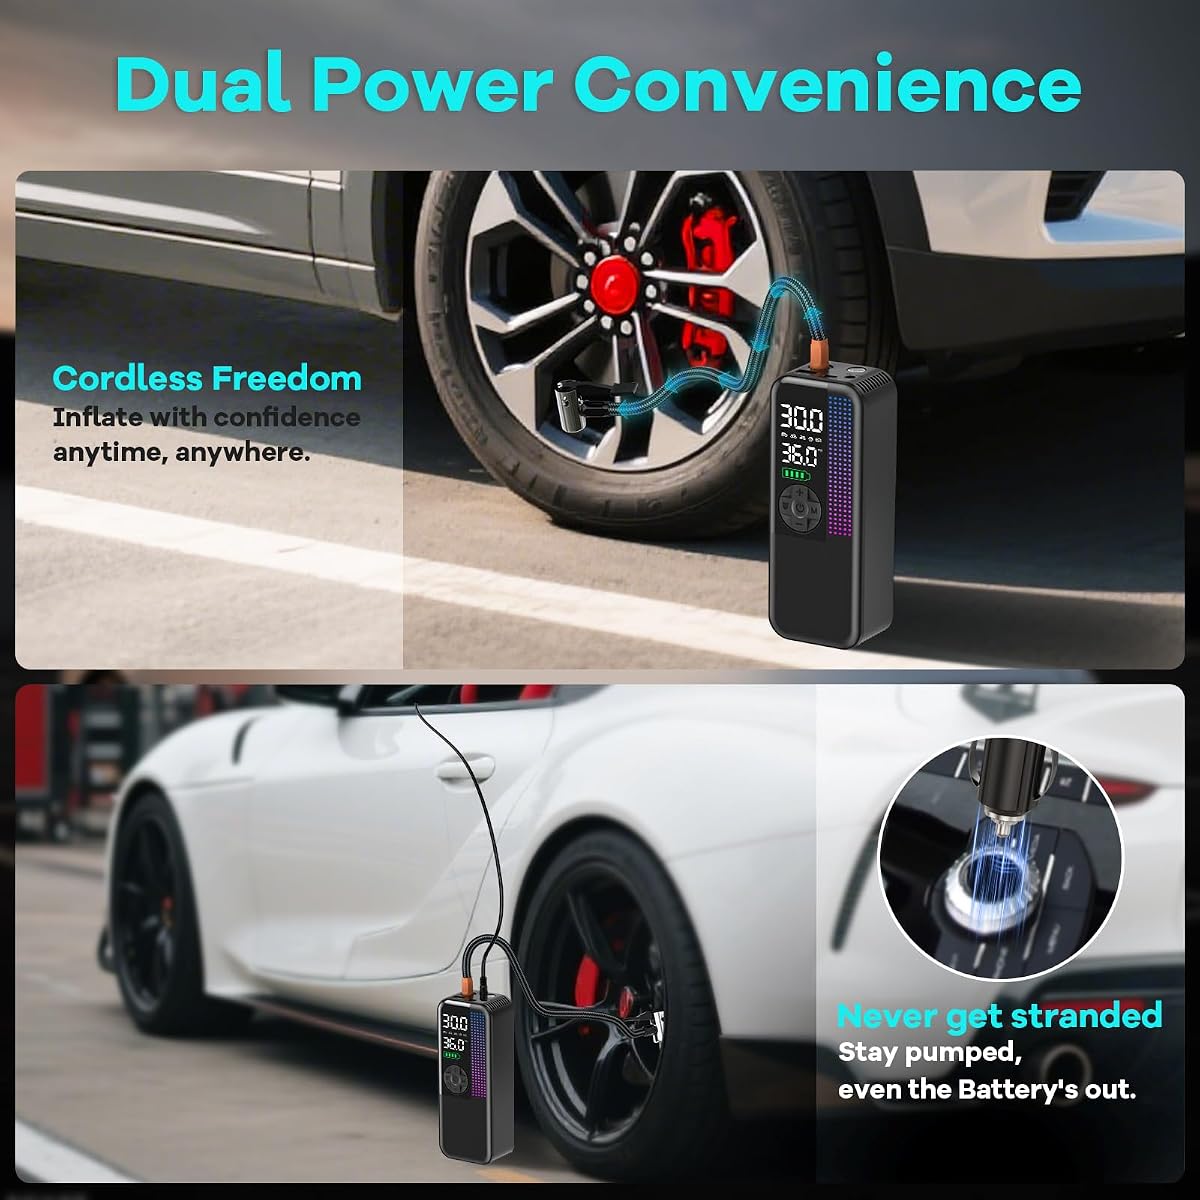 Dual Power Convenience
Cordless Freedom
Inflate with confidence
anytime, anywhere.
30.0
36.0
+
M
−
30.0
36.0
Never get stranded
Stay pumped,
even the Battery's out.